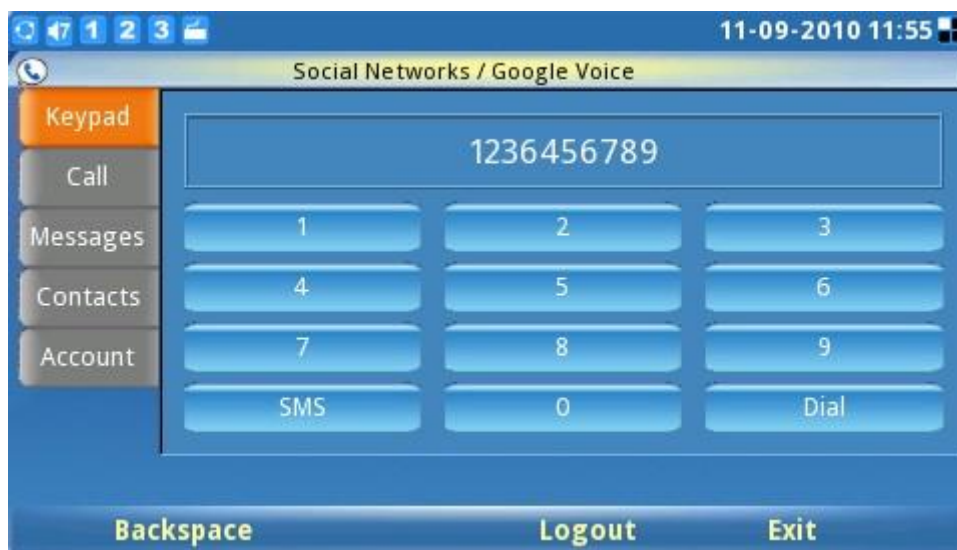 7 1 2 3 11-09-2010 11:55
Social Networks / Google Voice
Keypad
1236456789
Call
1 2 3
Messages
4 5 6
Contacts
7 8 9
Account
SMS 0 Dial
Backspace Logout Exit